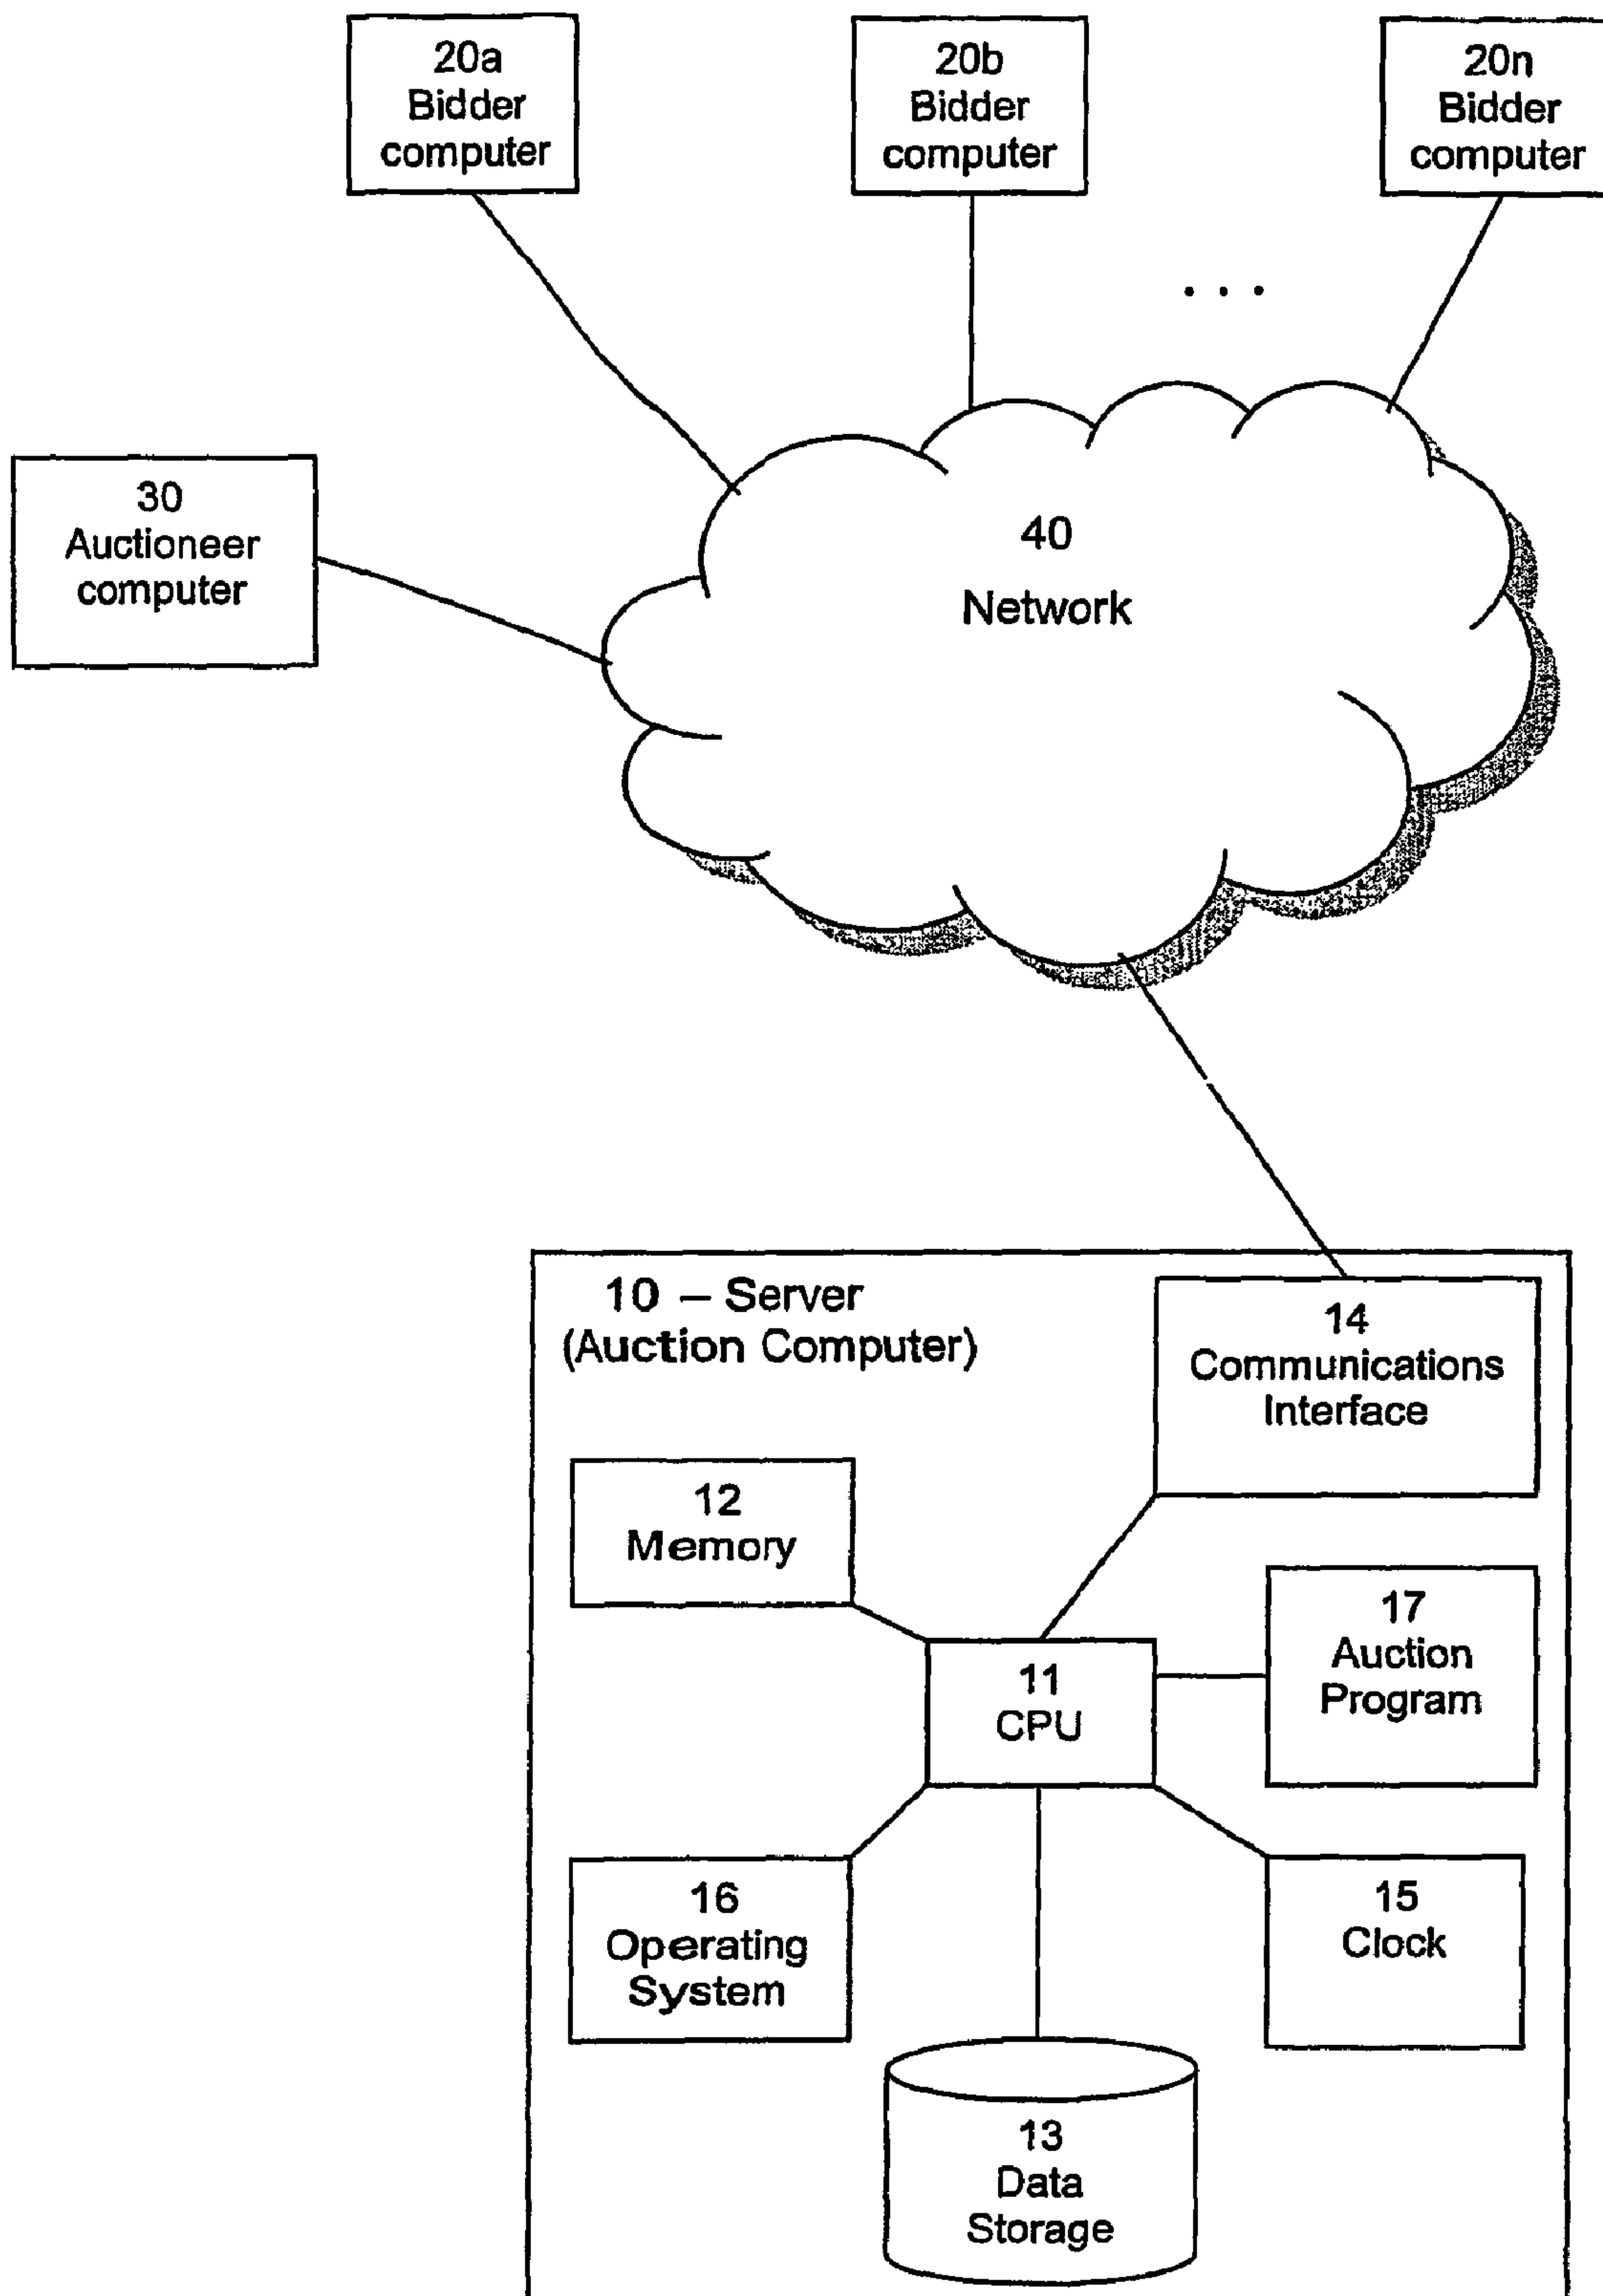 20a
Bidder
computer
20b
Bidder
computer
20n
Bidder
computer
. . .
30
Auctioneer
computer
40
Network
10 – Server
(Auction Computer)
14
Communications
Interface
12
Memory
17
Auction
Program
11
CPU
16
Operating
System
15
Clock
13
Data
Storage